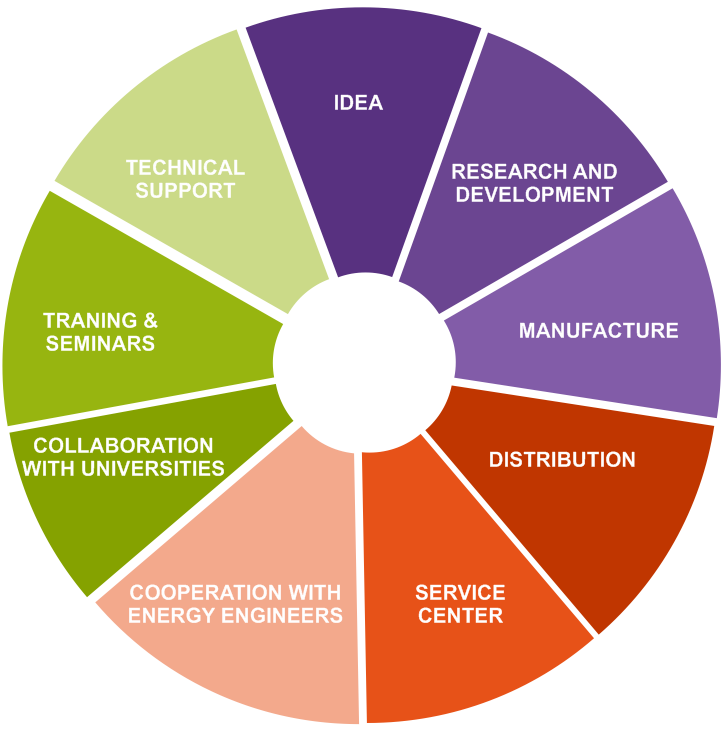 IDEA
RESEARCH AND
DEVELOPMENT
MANUFACTURE
DISTRIBUTION
SERVICE
CENTER
COOPERATION WITH
ENERGY ENGINEERS
COLLABORATION
WITH UNIVERSITIES
TRANING &
SEMINARS
TECHNICAL
SUPPORT